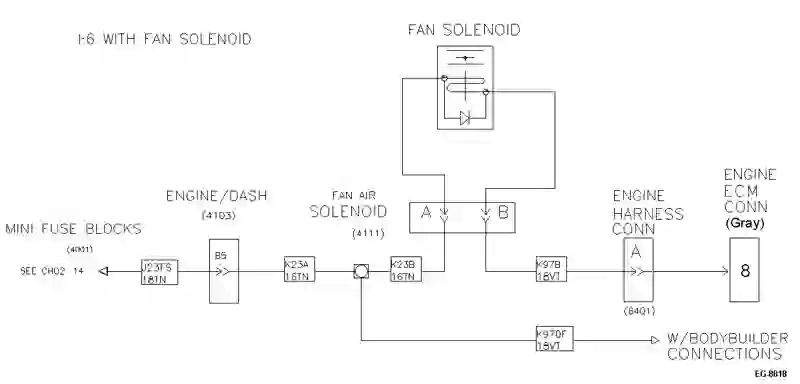 I-6 WITH FAN SOLENOID
FAN SOLENOID
ENGINE/DASH
(4103)
FAN AIR
SOLENOID
(4111)
A
B
ENGINE
HARNESS
CONN
ENGINE
ECM
CONN
(Gray)
MINI FUSE BLOCKS
(4001)
SEE CH02 14
J23FS
18TN
B5
K23A
16TN
K23B
16TN
K97B
18VT
A
(8401)
8
K970F
18VT
W/BODYBUILDER
CONNECTIONS
EG-8818